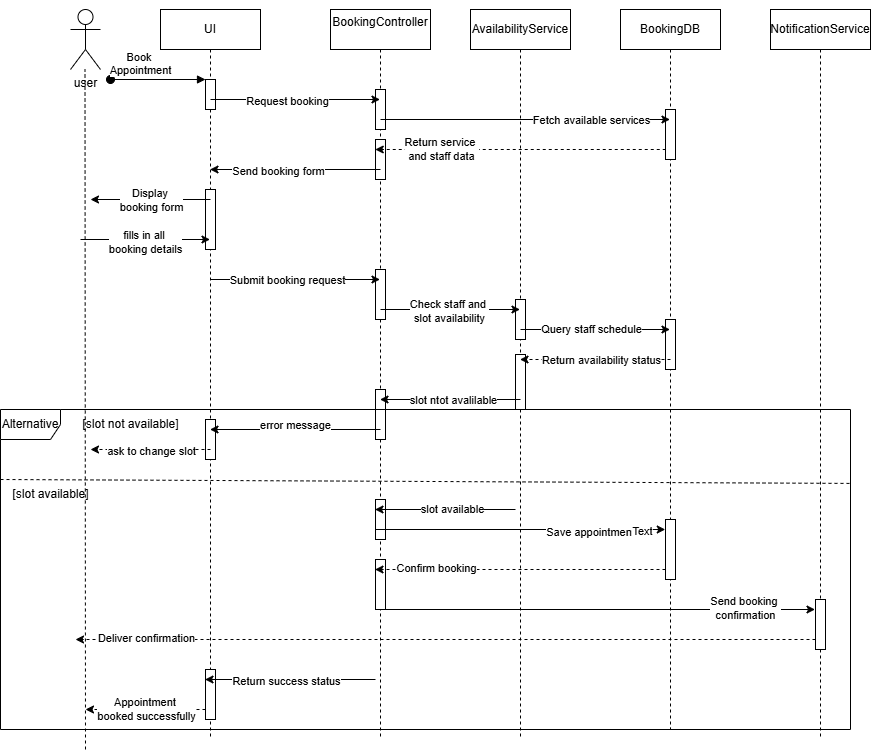 UI
BookingController
AvailabilityService
BookingDB
NotificationService
user
Book
Appointment
Request booking
Fetch available services
Return service
and staff data
Send booking form
Display
booking form
fills in all
booking details
Submit booking request
Check staff and
slot availability
Query staff schedule
Return availability status
slot ntot avalilable
Alternative
[slot not available]
error message
ask to change slot
[slot available]
slot available
Save appointmen
Text
Confirm booking
Send booking
confirmation
Deliver confirmation
Return success status
Appointment
booked successfully